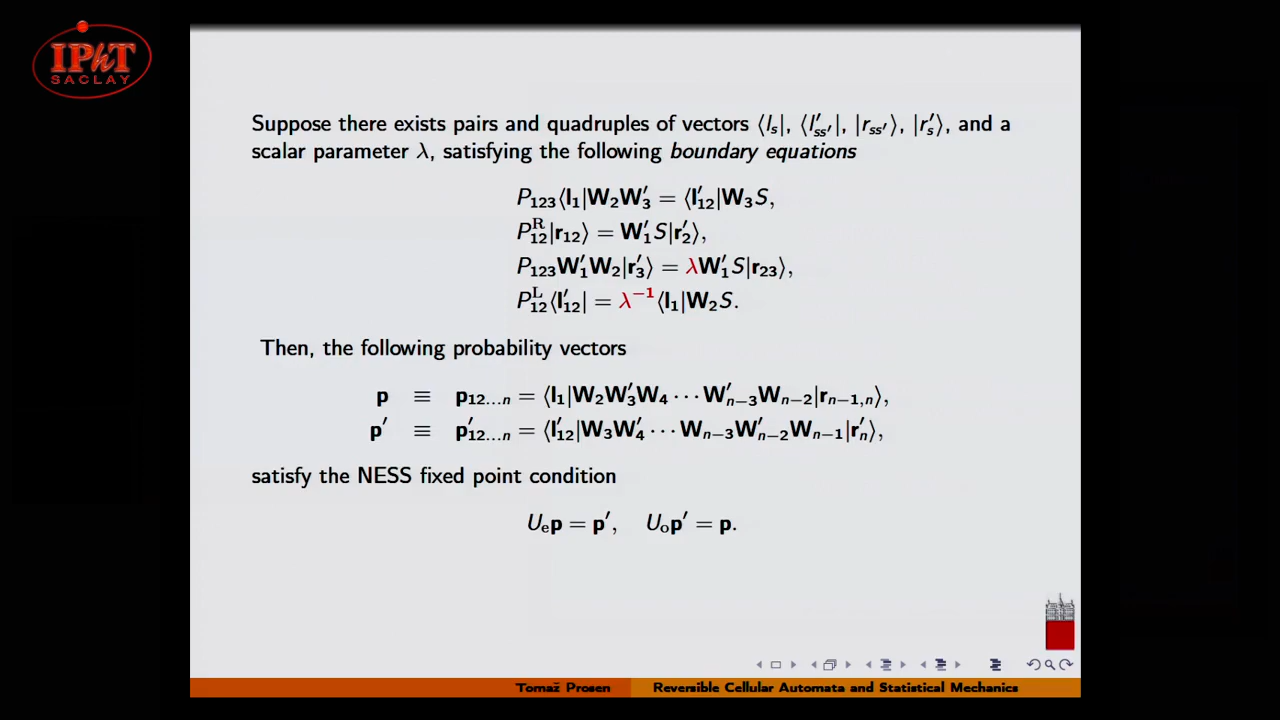 IPhT
SACLAY
Suppose there exists pairs and quadruples of vectors ⟨l_s|, ⟨l'_{ss'}|, |r_{ss'}⟩, |r'_s⟩, and a
scalar parameter λ, satisfying the following boundary equations
P_{123}⟨l_1|W_2W'_3 = ⟨l'_{12}|W_3S,
P^R_{12}|r_{12}⟩ = W'_1S|r'_2⟩,
P_{123}W'_1W_2|r'_3⟩ = λW'_1S|r_{23}⟩,
P^L_{12}⟨l'_{12}| = λ^{-1}⟨l_1|W_2S.
Then, the following probability vectors
p ≡ p_{12...n} = ⟨l_1|W_2W'_3W_4 ⋯ W'_{n-3}W_{n-2}|r_{n-1,n}⟩,
p' ≡ p'_{12...n} = ⟨l'_{12}|W_3W'_4 ⋯ W_{n-3}W'_{n-2}W_{n-1}|r'_n⟩,
satisfy the NESS fixed point condition
U_e p = p', U_o p' = p.
Tomaž Prosen Reversible Cellular Automata and Statistical Mechanics